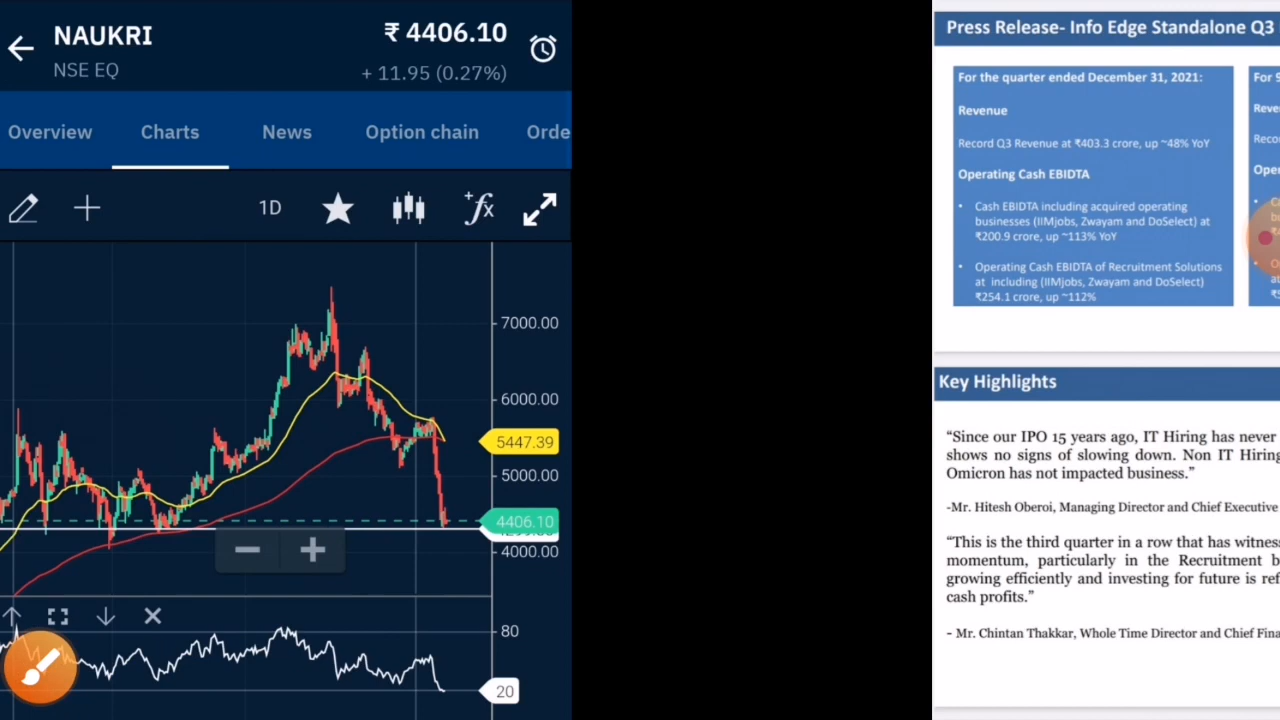 NAUKRI
NSE EQ
₹ 4406.10
+ 11.95 (0.27%)
Overview
Charts
News
Option chain
Orde
1D
fx
7000.00
6000.00
5447.39
5000.00
4406.10
4000.00
80
20
Press Release- Info Edge Standalone Q3
For the quarter ended December 31, 2021:
Revenue
Record Q3 Revenue at ₹403.3 crore, up ~48% YoY
Operating Cash EBIDTA
• Cash EBIDTA including acquired operating
businesses (IIMjobs, Zwayam and DoSelect) at
₹200.9 crore, up ~113% YoY
• Operating Cash EBIDTA of Recruitment Solutions
at including (IIMjobs, Zwayam and DoSelect)
₹254.1 crore, up ~112%
For 9
Reve
Reco
Oper
Key Highlights
“Since our IPO 15 years ago, IT Hiring has never
shows no signs of slowing down. Non IT Hiring
Omicron has not impacted business.”
-Mr. Hitesh Oberoi, Managing Director and Chief Executive
“This is the third quarter in a row that has witness
momentum, particularly in the Recruitment b
growing efficiently and investing for future is ref
cash profits.”
- Mr. Chintan Thakkar, Whole Time Director and Chief Fina